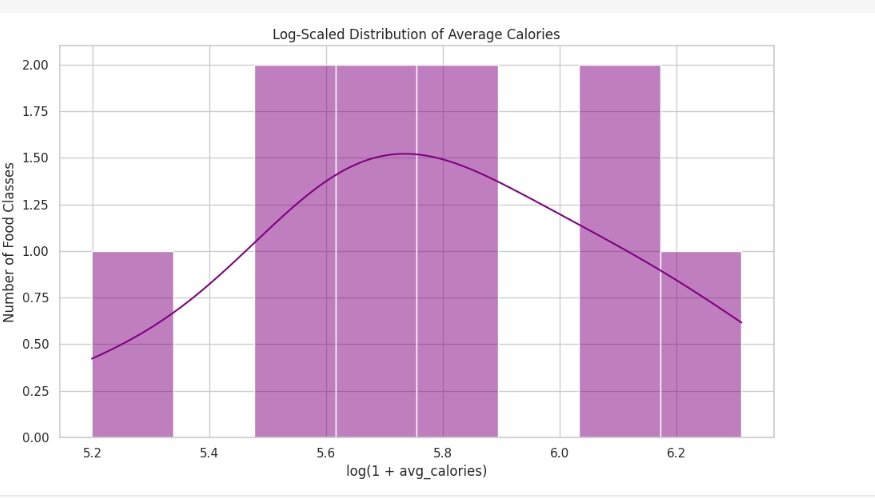 Log-Scaled Distribution of Average Calories
Number of Food Classes
2.00
1.75
1.50
1.25
1.00
0.75
0.50
0.25
0.00
5.2 5.4 5.6 5.8 6.0 6.2
log(1 + avg_calories)